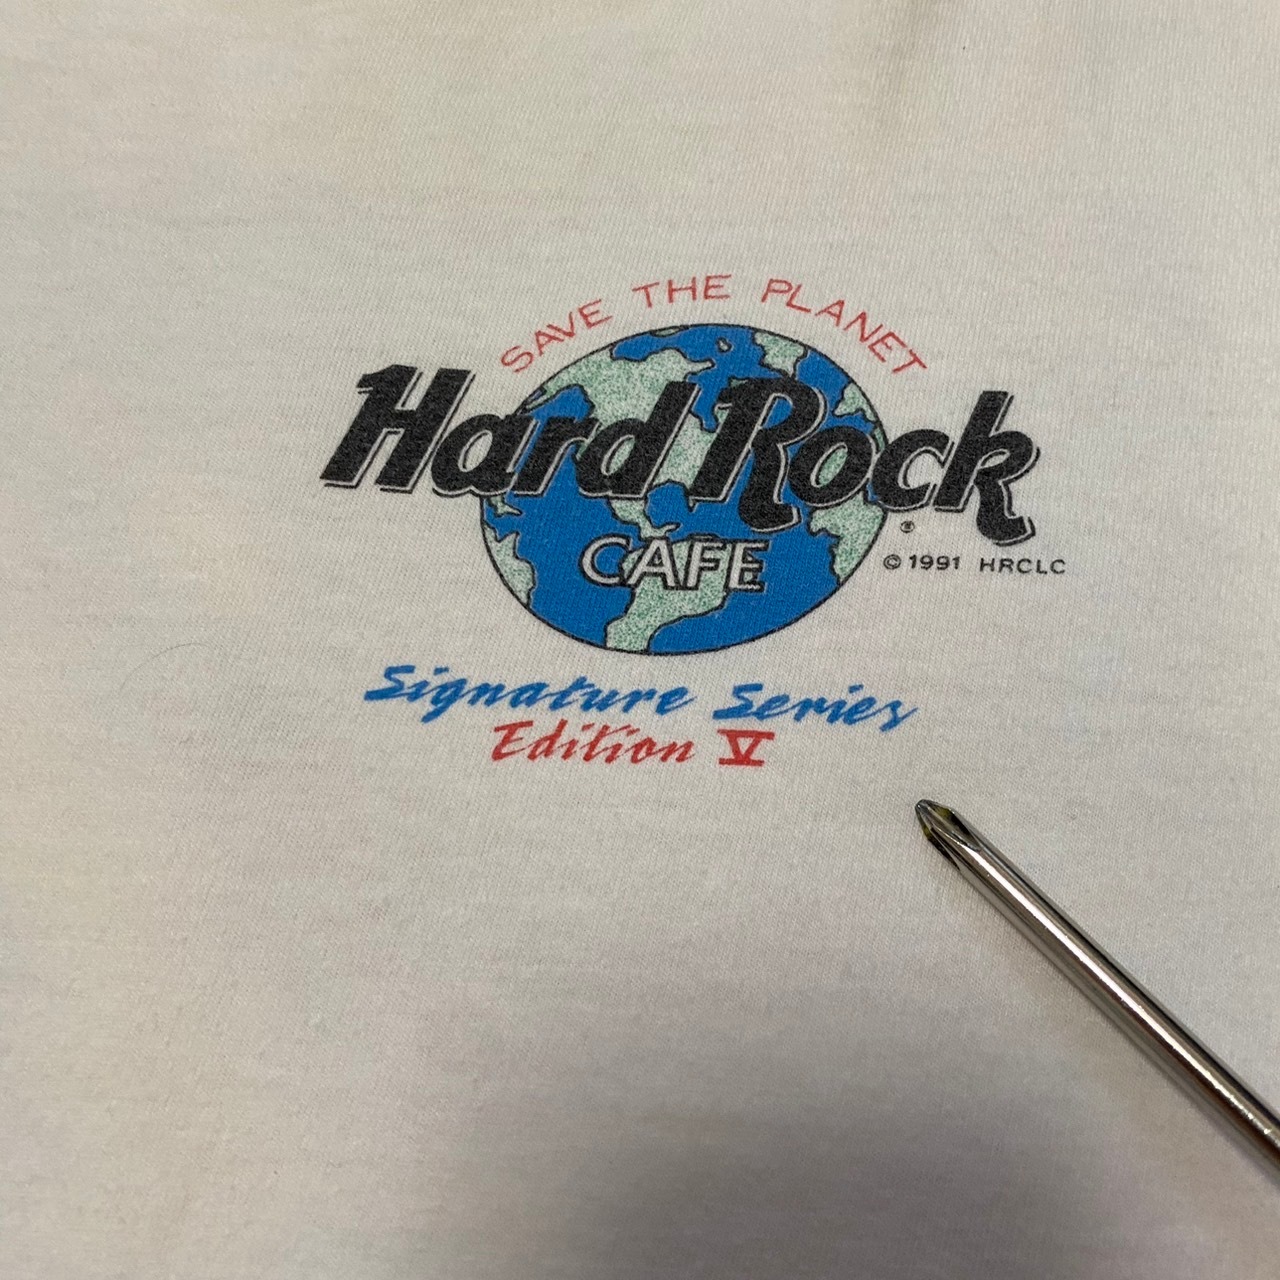 SAVE THE PLANET
Hard Rock
CAFE
®
© 1991 HRCLC
Signature Series
Edition V